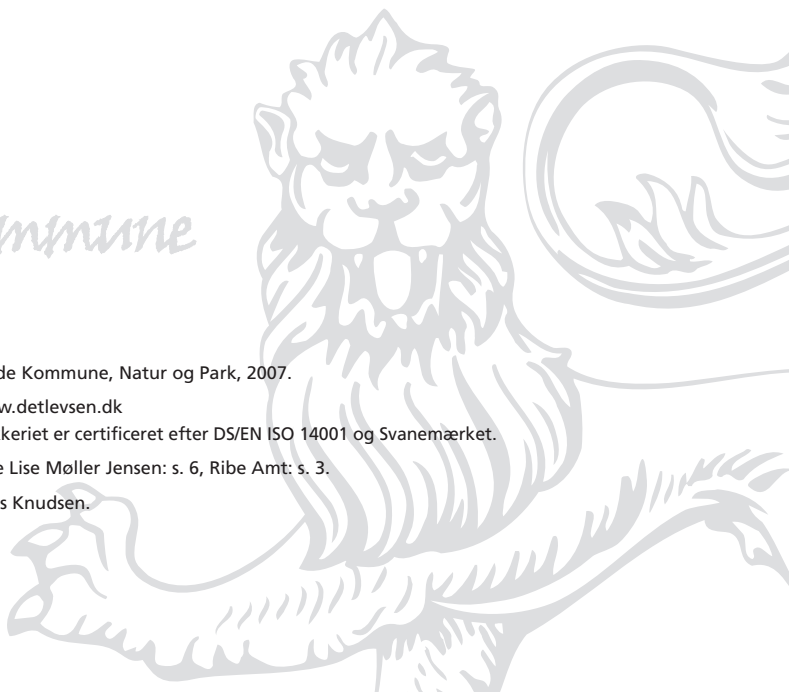 mmune
de Kommune, Natur og Park, 2007.
w.detlevsen.dk
keriet er certificeret efter DS/EN ISO 14001 og Svanemærket.
e Lise Møller Jensen: s. 6, Ribe Amt: s. 3.
s Knudsen.